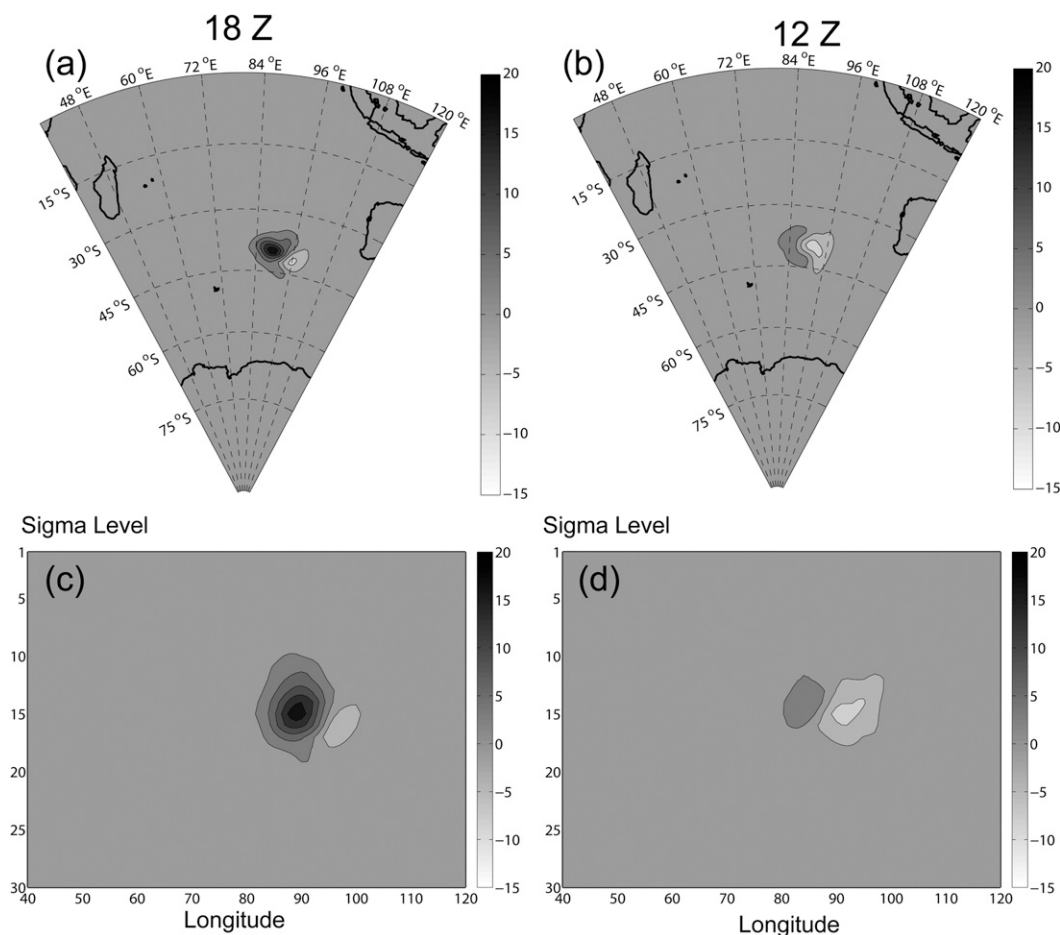 18 Z
12 Z
(a)
48 °E
60 °E
72 °E
84 °E
96 °E
108 °E
120 °E
15 °S
30 °S
45 °S
60 °S
75 °S
20
15
10
5
0
−5
−10
−15
(b)
48 °E
60 °E
72 °E
84 °E
96 °E
108 °E
120 °E
15 °S
30 °S
45 °S
60 °S
75 °S
20
15
10
5
0
−5
−10
−15
Sigma Level
(c)
1
5
10
15
20
25
30
40 50 60 70 80 90 100 110 120
Longitude
20
15
10
5
0
−5
−10
−15
Sigma Level
(d)
1
5
10
15
20
25
30
40 50 60 70 80 90 100 110 120
Longitude
20
15
10
5
0
−5
−10
−15